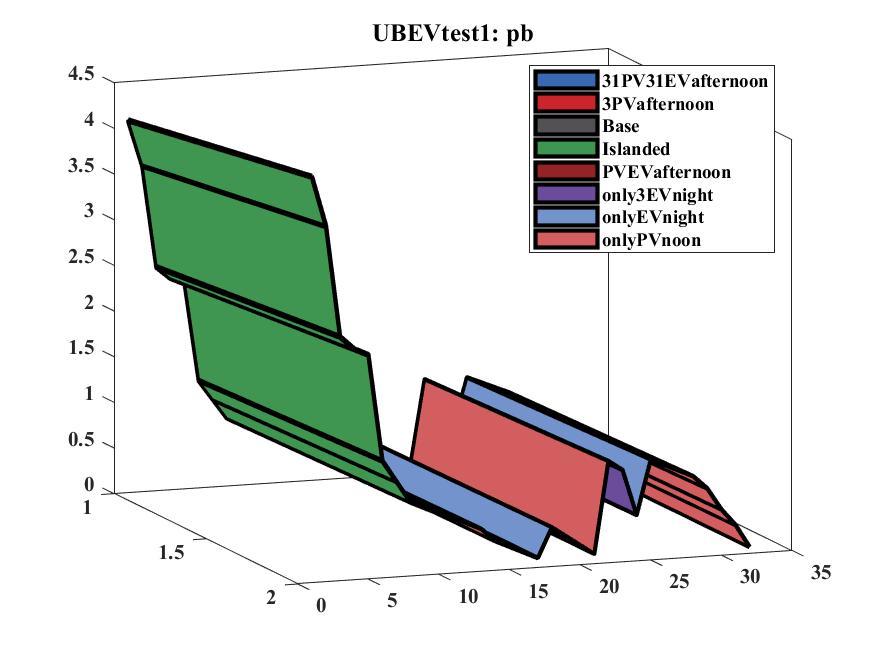 UBEVtest1: pb
31PV31EVafternoon
3PVafternoon
Base
Islanded
PVEVafternoon
only3EVnight
onlyEVnight
onlyPVnoon
4.5
4
3.5
3
2.5
2
1.5
1
0.5
0
1
1.5
2
0
5
10
15
20
25
30
35